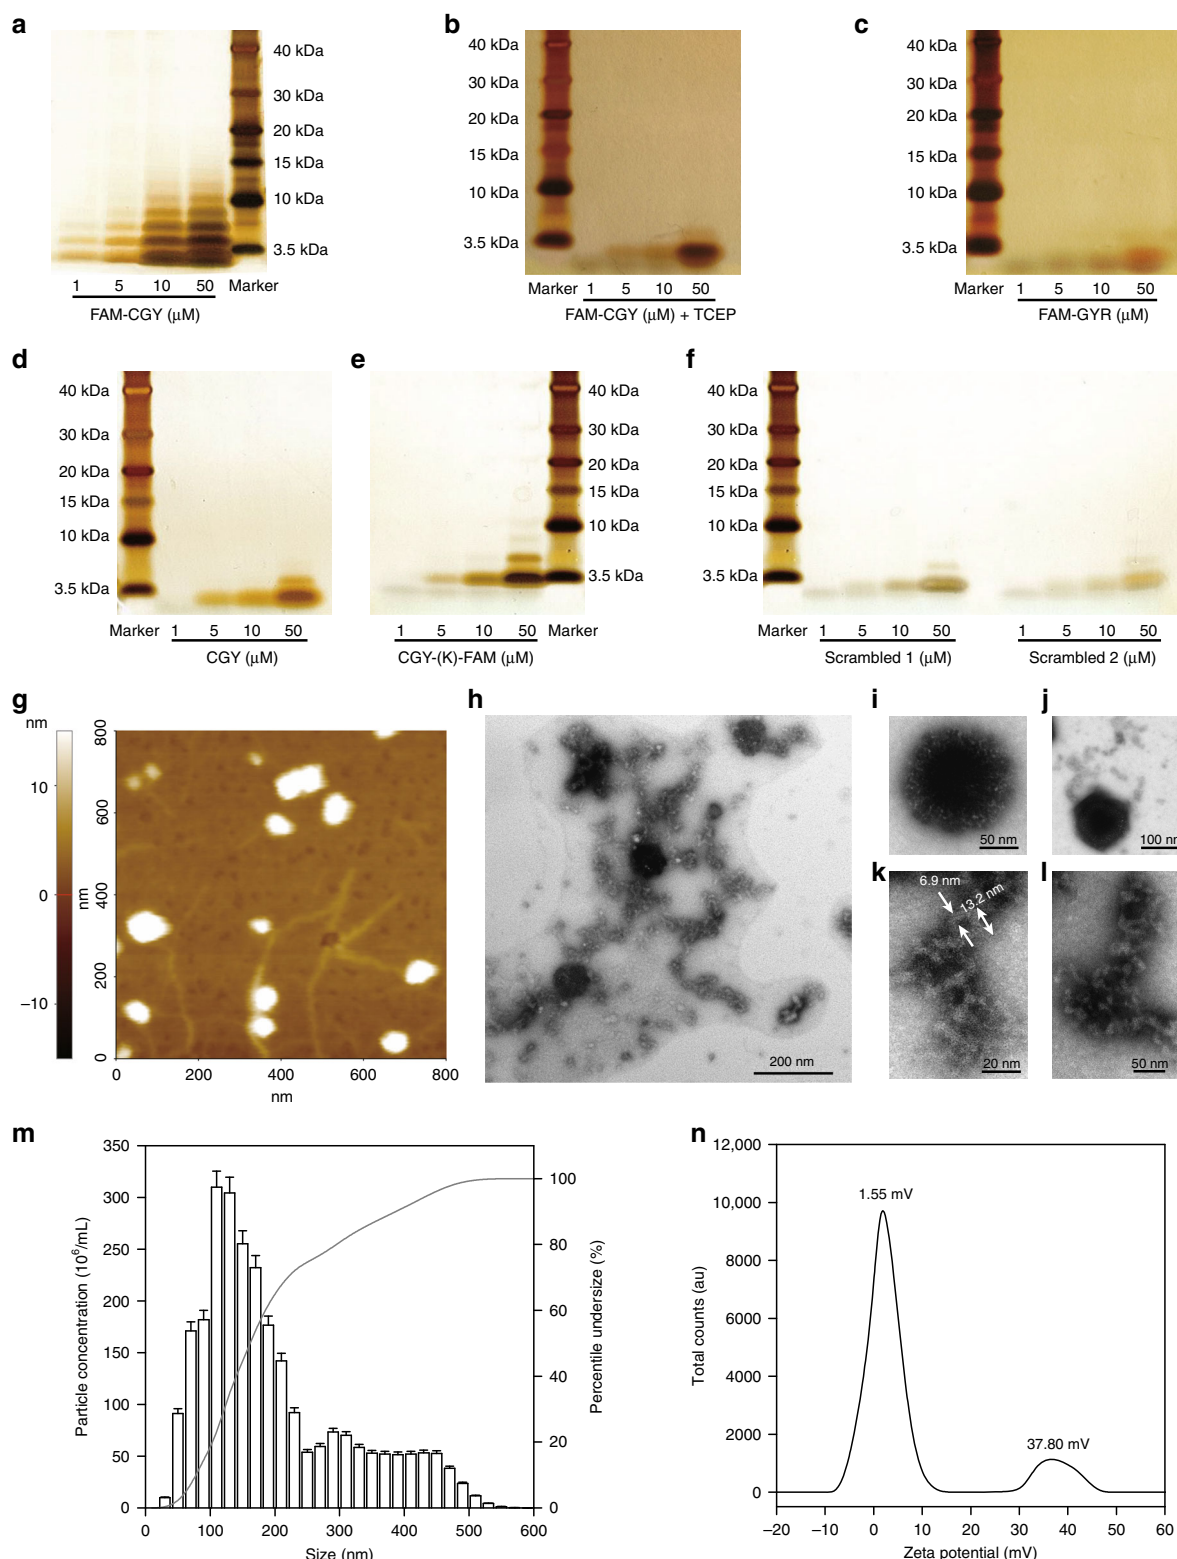 a
40 kDa
30 kDa
20 kDa
15 kDa
10 kDa
3.5 kDa
1 5 10 50 Marker
FAM-CGY (μM)
b
40 kDa
30 kDa
20 kDa
15 kDa
10 kDa
3.5 kDa
Marker 1 5 10 50
FAM-CGY (μM) + TCEP
c
40 kDa
30 kDa
20 kDa
15 kDa
10 kDa
3.5 kDa
Marker 1 5 10 50
FAM-GYR (μM)
d
40 kDa
30 kDa
20 kDa
15 kDa
10 kDa
3.5 kDa
Marker 1 5 10 50
CGY (μM)
e
40 kDa
30 kDa
20 kDa
15 kDa
10 kDa
3.5 kDa
1 5 10 50 Marker
CGY-(K)-FAM (μM)
f
40 kDa
30 kDa
20 kDa
15 kDa
10 kDa
3.5 kDa
Marker 1 5 10 50 1 5 10 50
Scrambled 1 (μM) Scrambled 2 (μM)
g
nm
10
0
−10
nm
800
600
400
200
0
0 200 400 600 800
nm
h
200 nm
i
50 nm
j
100 nm
k
6.9 nm
13.2 nm
20 nm
l
50 nm
m
Particle concentration (10⁶/mL)
350
300
250
200
150
100
50
0
0 100 200 300 400 500 600
Size (nm)
100
80
60
40
20
0
Percentile undersize (%)
n
Total counts (au)
12,000
10,000
8000
6000
4000
2000
0
1.55 mV
37.80 mV
−20 −10 0 10 20 30 40 50 60
Zeta potential (mV)